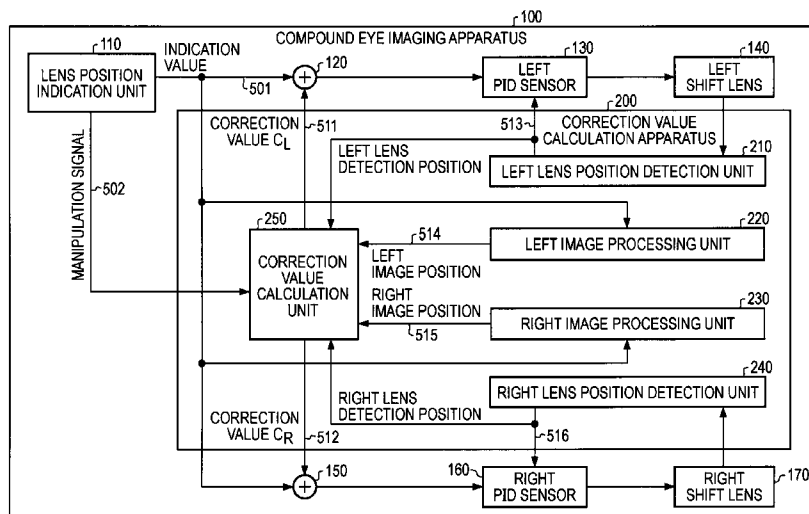 100
COMPOUND EYE IMAGING APPARATUS
110
LENS POSITION
INDICATION UNIT
INDICATION
VALUE
501
120
130
LEFT
PID SENSOR
140
LEFT
SHIFT LENS
200
CORRECTION VALUE
CALCULATION APPARATUS
CORRECTION
VALUE CL
511
513
LEFT LENS
DETECTION POSITION
210
LEFT LENS POSITION DETECTION UNIT
MANIPULATION SIGNAL
502
250
CORRECTION
VALUE
CALCULATION
UNIT
514
LEFT
IMAGE POSITION
220
LEFT IMAGE PROCESSING UNIT
RIGHT
IMAGE POSITION
515
230
RIGHT IMAGE PROCESSING UNIT
240
RIGHT LENS POSITION DETECTION UNIT
RIGHT LENS
DETECTION POSITION
CORRECTION
VALUE CR
512
516
150
160
RIGHT
PID SENSOR
RIGHT
SHIFT LENS
170